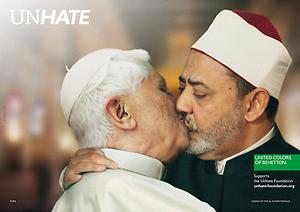 UNHATE
UNITED COLORS
OF BENETTON.
Supports
the Unhate Foundation
unhatefoundation.org